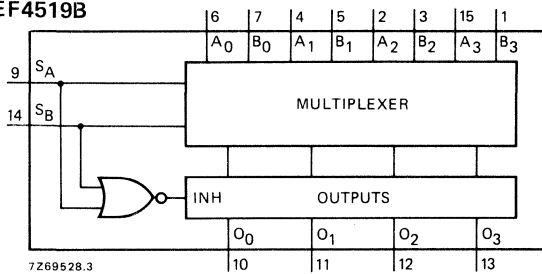 EF4519B
6 7 4 5 2 3 15 1
A0 B0 A1 B1 A2 B2 A3 B3
9 SA
MULTIPLEXER
14 SB
INH OUTPUTS
O0 O1 O2 O3
7Z69528.3 10 11 12 13